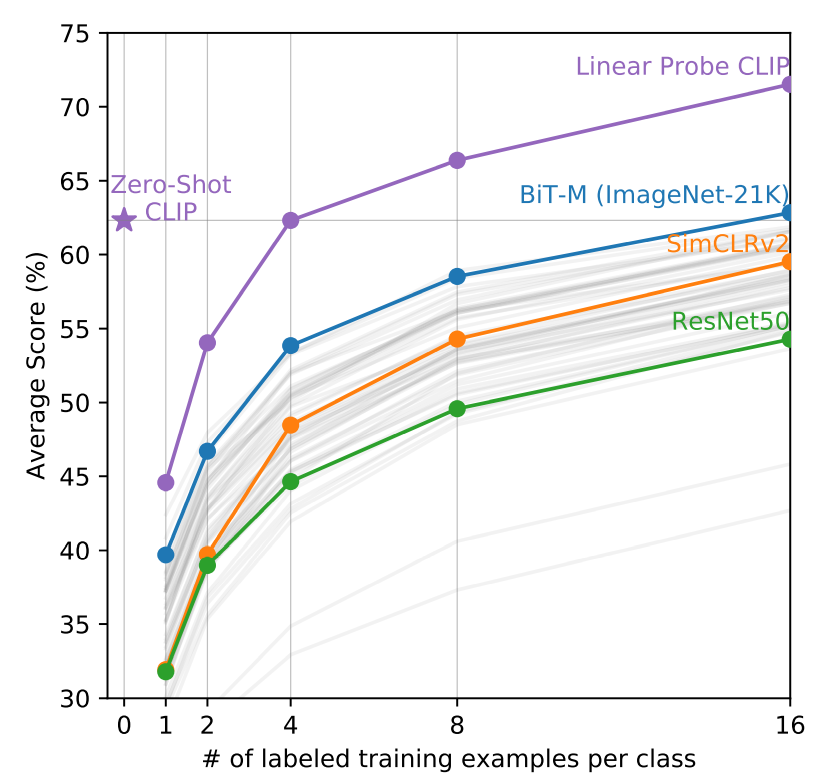 75
70
65
60
55
50
45
40
35
30
Average Score (%)
Linear Probe CLIP
Zero-Shot
CLIP
BiT-M (ImageNet-21K)
SimCLRv2
ResNet50
0 1 2 4 8 16
# of labeled training examples per class